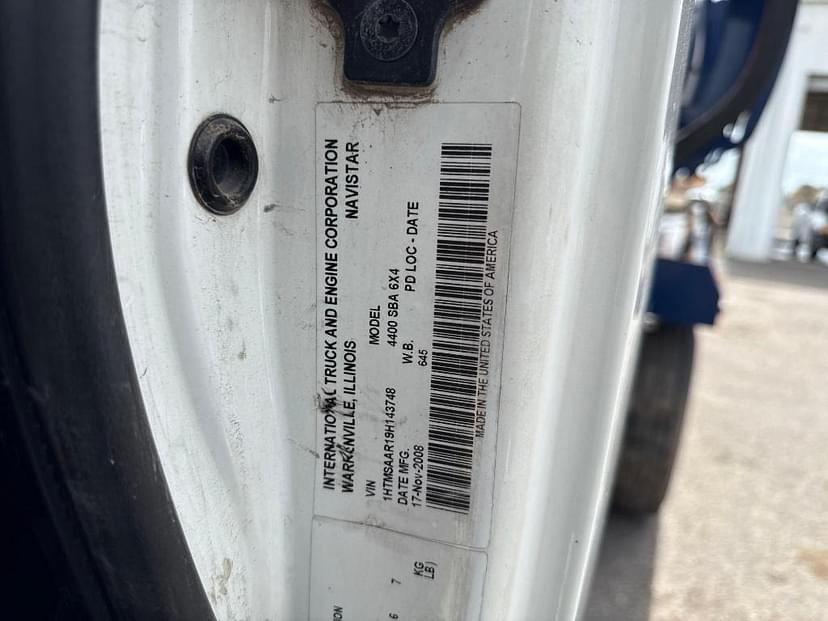 INTERNATIONAL TRUCK AND ENGINE CORPORATION
WARRENVILLE, ILLINOIS NAVISTAR
VIN MODEL
1HTMSAAR19H143748 4400 SBA 6X4
DATE MFG. W.B. PD LOC - DATE
17-Nov-2008 645
MADE IN THE UNITED STATES OF AMERICA
KG
LB)
7
6